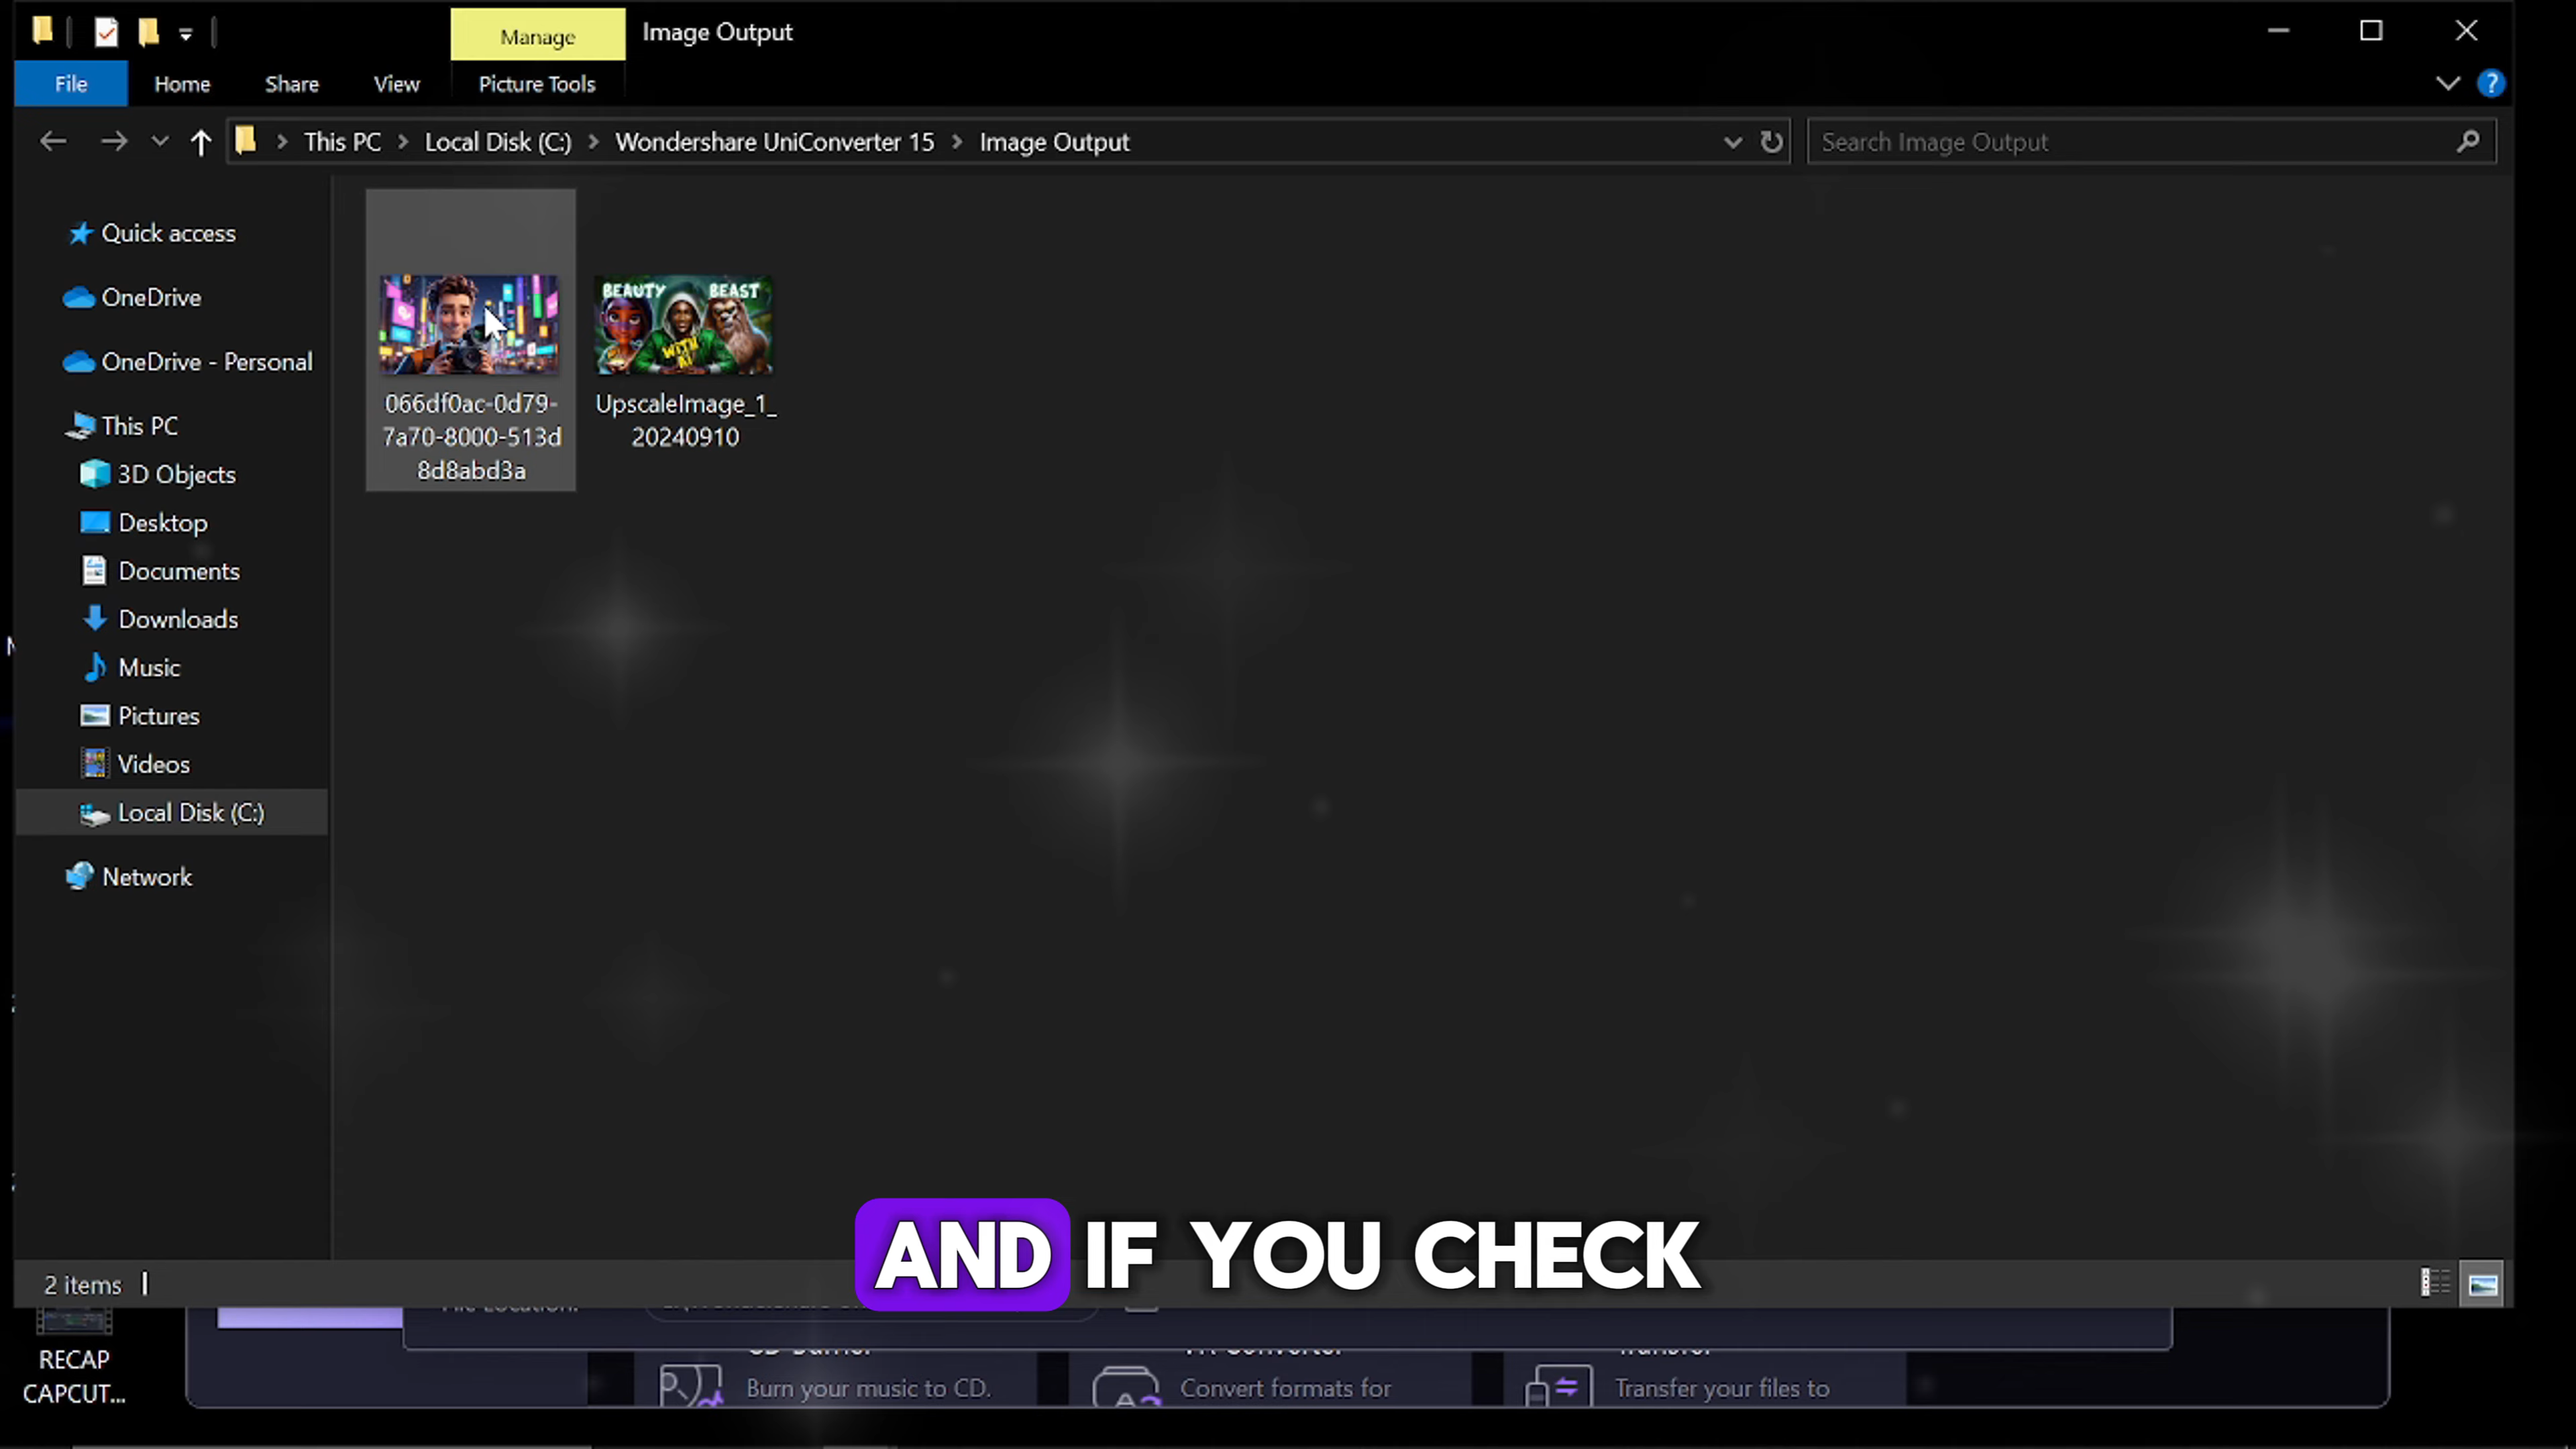 Manage
Image Output
File
Home
Share
View
Picture Tools
This PC
Local Disk (C:)
Wondershare UniConverter 15
Image Output
Search Image Output
Quick access
OneDrive
OneDrive - Personal
This PC
3D Objects
Desktop
Documents
Downloads
Music
Pictures
Videos
Local Disk (C:)
Network
BEAUTY BEAST
WITH
AI
066df0ac-0d79-
7a70-8000-513d
8d8abd3a
UpscaleImage_1_
20240910
AND IF YOU CHECK
2 items
RECAP
CAPCUT...
Burn your music to CD.
Convert formats for
Transfer your files to